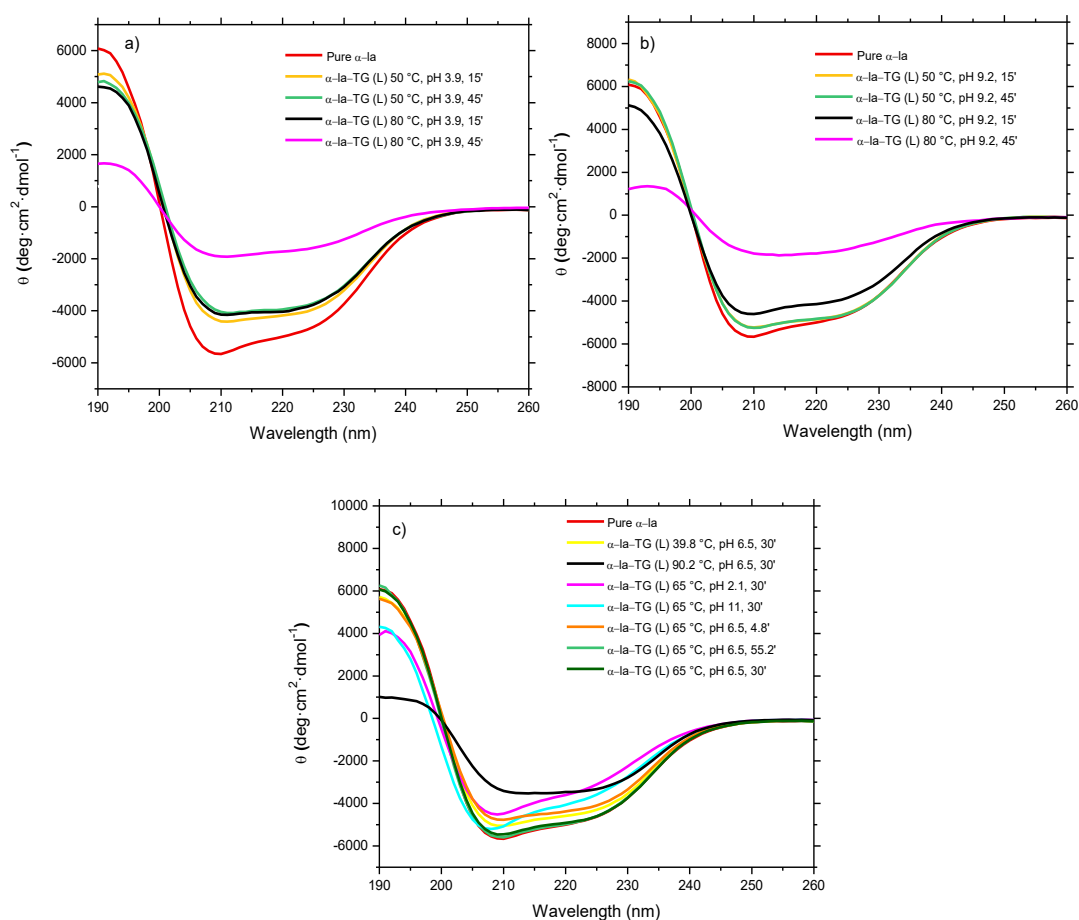 a)
Pure α–la
α–la–TG (L) 50 °C, pH 3.9, 15'
α–la–TG (L) 50 °C, pH 3.9, 45'
α–la–TG (L) 80 °C, pH 3.9, 15'
α–la–TG (L) 80 °C, pH 3.9, 45'
6000
4000
2000
0
-2000
-4000
-6000
θ (deg·cm²·dmol⁻¹)
190 200 210 220 230 240 250 260
Wavelength (nm)
b)
Pure α–la
α–la–TG (L) 50 °C, pH 9.2, 15'
α–la–TG (L) 50 °C, pH 9.2, 45'
α–la–TG (L) 80 °C, pH 9.2, 15'
α–la–TG (L) 80 °C, pH 9.2, 45'
8000
6000
4000
2000
0
-2000
-4000
-6000
-8000
θ (deg·cm²·dmol⁻¹)
190 200 210 220 230 240 250 260
Wavelength (nm)
c)
Pure α–la
α–la–TG (L) 39.8 °C, pH 6.5, 30'
α–la–TG (L) 90.2 °C, pH 6.5, 30'
α–la–TG (L) 65 °C, pH 2.1, 30'
α–la–TG (L) 65 °C, pH 11, 30'
α–la–TG (L) 65 °C, pH 6.5, 4.8'
α–la–TG (L) 65 °C, pH 6.5, 55.2'
α–la–TG (L) 65 °C, pH 6.5, 30'
10000
8000
6000
4000
2000
0
-2000
-4000
-6000
θ (deg·cm²·dmol⁻¹)
190 200 210 220 230 240 250 260
Wavelength (nm)